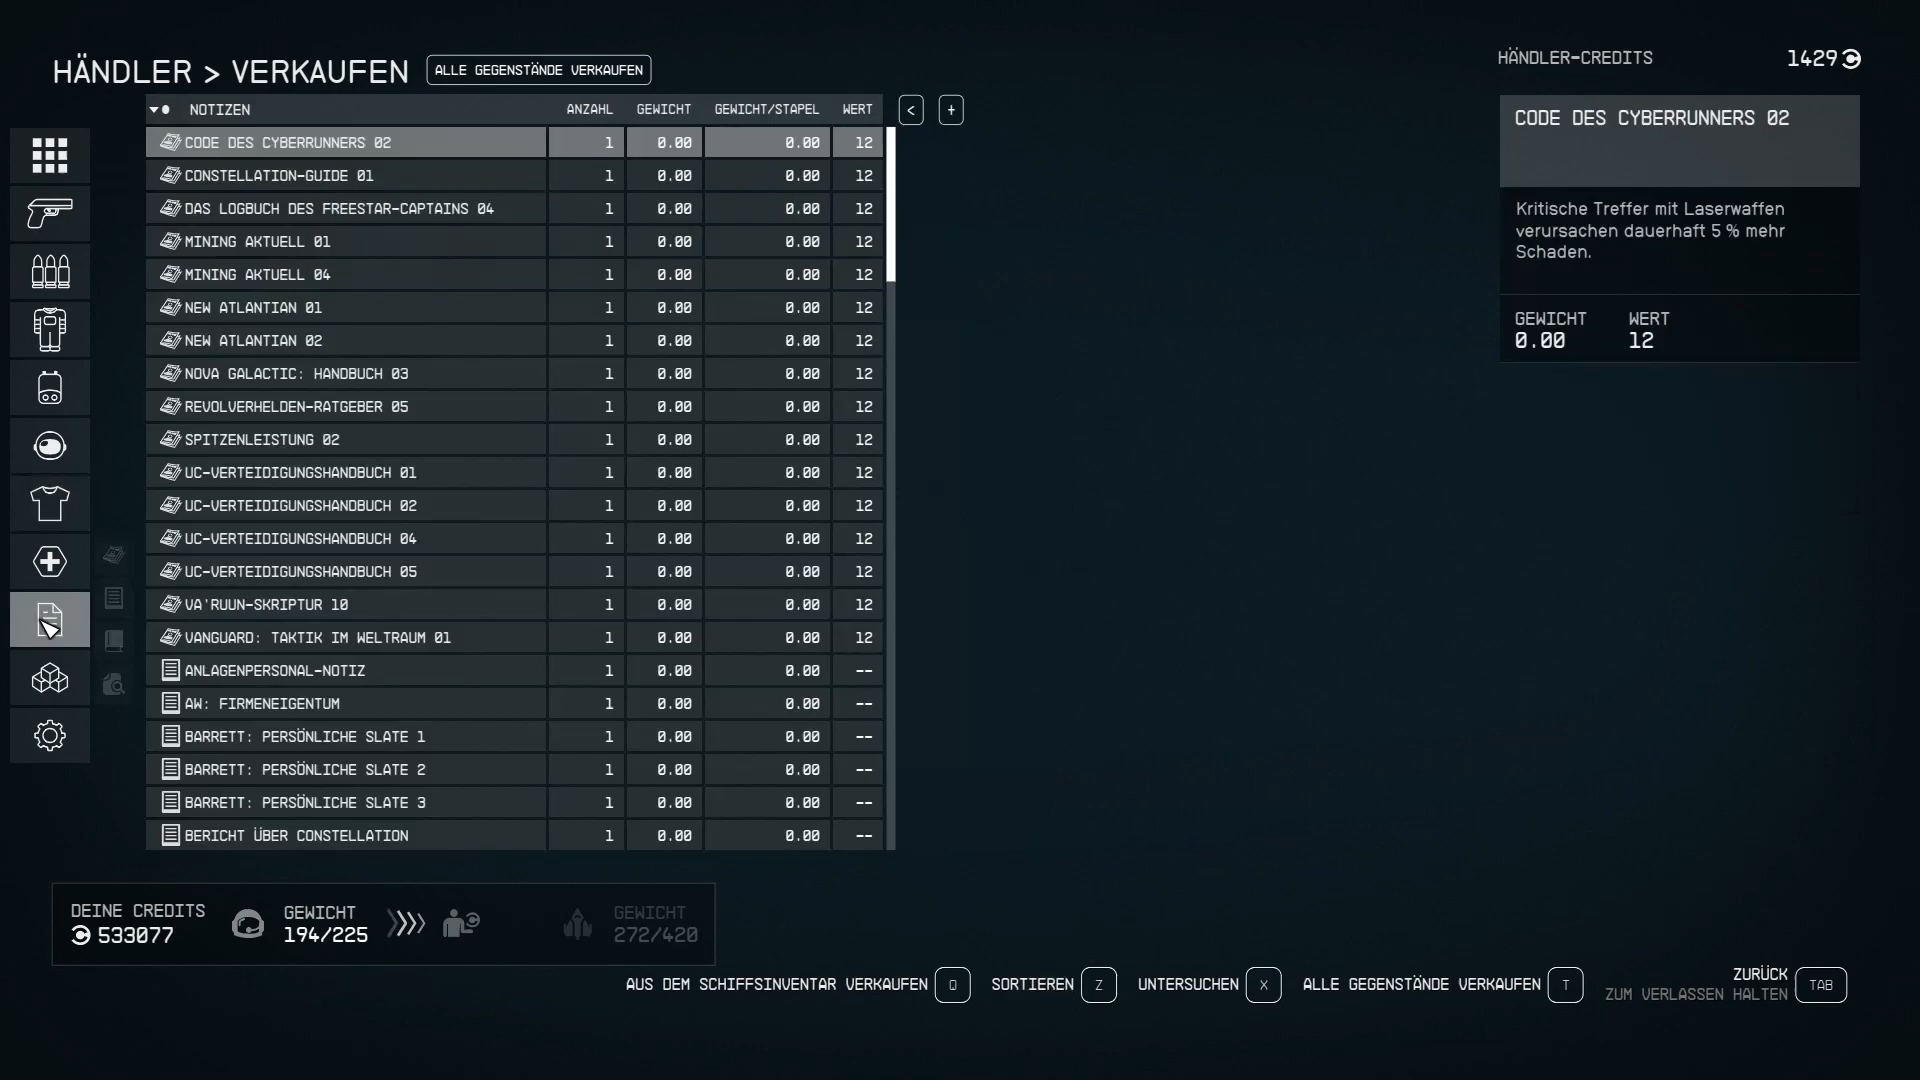 HÄNDLER > VERKAUFEN ALLE GEGENSTÄNDE VERKAUFEN
HÄNDLER-CREDITS 1429
NOTIZEN ANZAHL GEWICHT GEWICHT/STAPEL WERT < +
CODE DES CYBERRUNNERS 02 1 0.00 0.00 12
CONSTELLATION-GUIDE 01 1 0.00 0.00 12
DAS LOGBUCH DES FREESTAR-CAPTAINS 04 1 0.00 0.00 12
MINING AKTUELL 01 1 0.00 0.00 12
MINING AKTUELL 04 1 0.00 0.00 12
NEW ATLANTIAN 01 1 0.00 0.00 12
NEW ATLANTIAN 02 1 0.00 0.00 12
NOVA GALACTIC: HANDBUCH 03 1 0.00 0.00 12
REVOLVERHELDEN-RATGEBER 05 1 0.00 0.00 12
SPITZENLEISTUNG 02 1 0.00 0.00 12
UC-VERTEIDIGUNGSHANDBUCH 01 1 0.00 0.00 12
UC-VERTEIDIGUNGSHANDBUCH 02 1 0.00 0.00 12
UC-VERTEIDIGUNGSHANDBUCH 04 1 0.00 0.00 12
UC-VERTEIDIGUNGSHANDBUCH 05 1 0.00 0.00 12
VA'RUUN-SKRIPTUR 10 1 0.00 0.00 12
VANGUARD: TAKTIK IM WELTRAUM 01 1 0.00 0.00 12
ANLAGENPERSONAL-NOTIZ 1 0.00 0.00 --
AW: FIRMENEIGENTUM 1 0.00 0.00 --
BARRETT: PERSÖNLICHE SLATE 1 1 0.00 0.00 --
BARRETT: PERSÖNLICHE SLATE 2 1 0.00 0.00 --
BARRETT: PERSÖNLICHE SLATE 3 1 0.00 0.00 --
BERICHT ÜBER CONSTELLATION 1 0.00 0.00 --
CODE DES CYBERRUNNERS 02
Kritische Treffer mit Laserwaffen
verursachen dauerhaft 5 % mehr
Schaden.
GEWICHT WERT
0.00 12
DEINE CREDITS GEWICHT GEWICHT
533077 194/225 272/420
AUS DEM SCHIFFSINVENTAR VERKAUFEN Q SORTIEREN Z UNTERSUCHEN X ALLE GEGENSTÄNDE VERKAUFEN T ZURÜCK TAB
ZUM VERLASSEN HALTEN